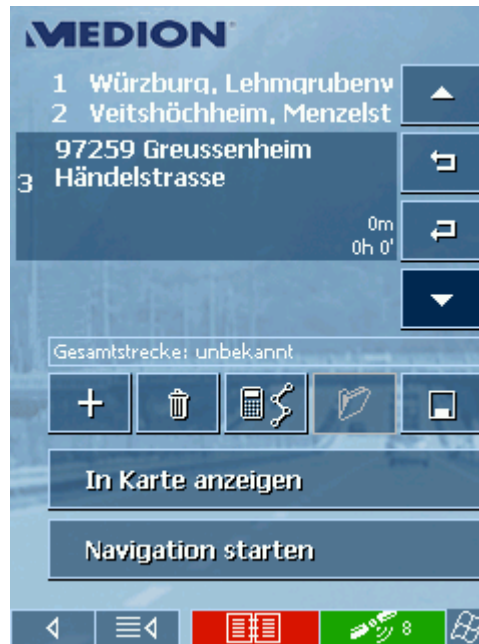 MEDION
1 Würzburg, Lehmgrubenv
2 Veitshöchheim, Menzelst
97259 Greussenheim
3 Händelstrasse
0m
0h 0'
Gesamtstrecke: unbekannt
In Karte anzeigen
Navigation starten
8